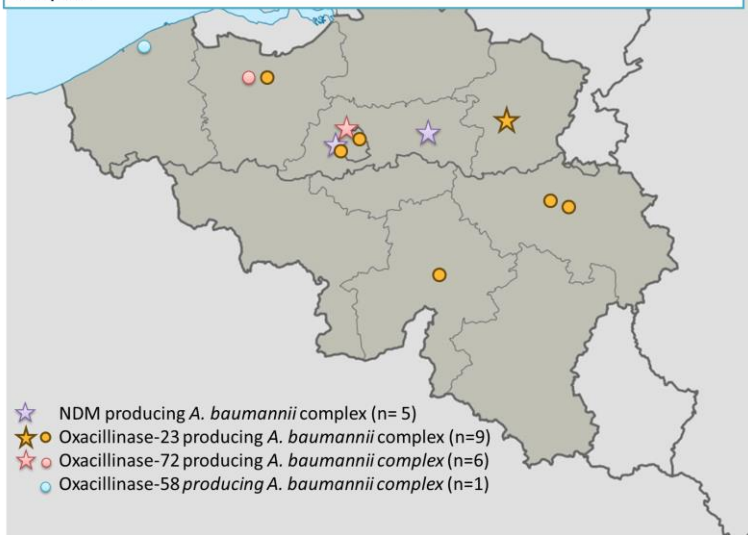 NDM producing A. baumannii complex (n= 5)
Oxacillinase-23 producing A. baumannii complex (n=9)
Oxacillinase-72 producing A. baumannii complex (n=6)
Oxacillinase-58 producing A. baumannii complex (n=1)